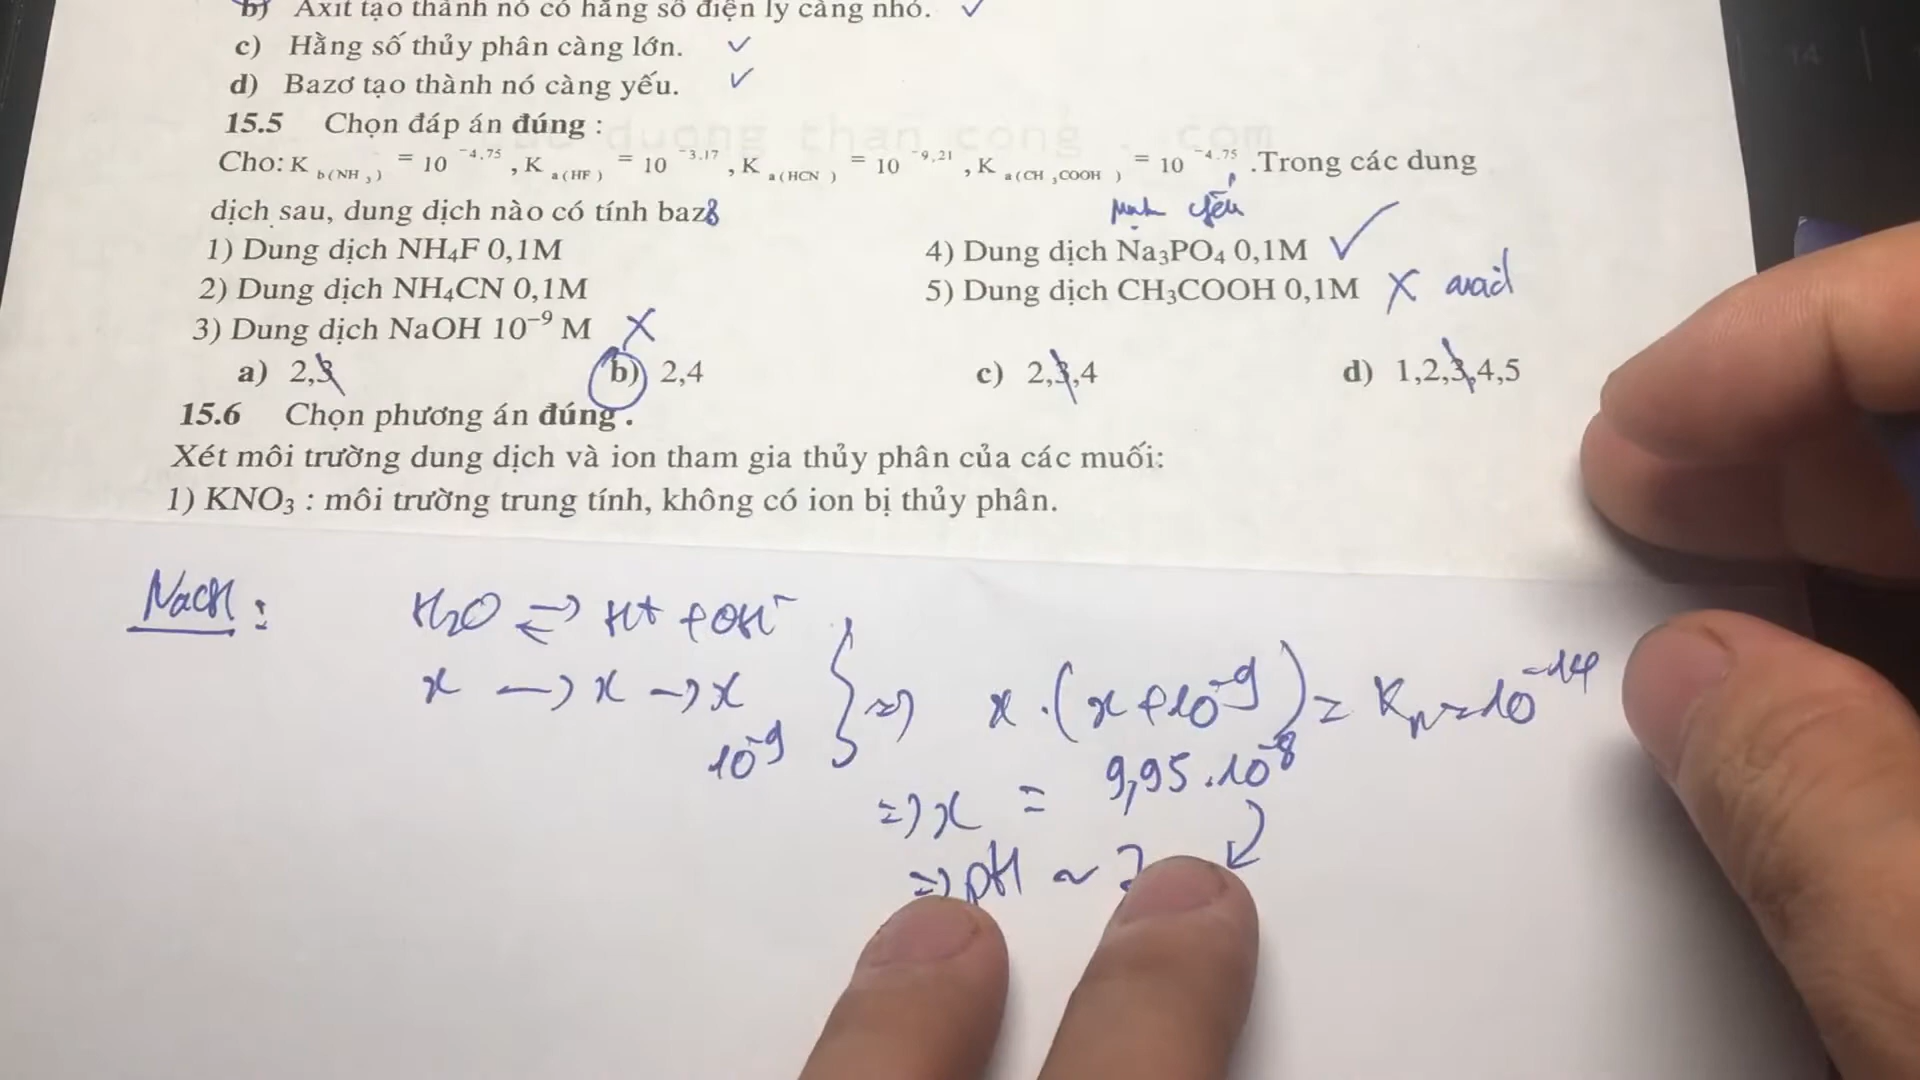 b) Axit tạo thành nó có hằng số điện ly càng nhỏ. ✓
c) Hằng số thủy phân càng lớn. ✓
d) Bazơ tạo thành nó càng yếu. ✓
15.5 Chọn đáp án đúng :
Cho: K b(NH₃) = 10 ⁻⁴·⁷⁵ , K a(HF) = 10 ⁻³·¹⁷ , K a(HCN) = 10 ⁻⁹·²¹ , K a(CH₃COOH) = 10 ⁻⁴·⁷⁵ .Trong các dung
dịch sau, dung dịch nào có tính baz
mạnh yếu
1) Dung dịch NH₄F 0,1M
4) Dung dịch Na₃PO₄ 0,1M ✓
2) Dung dịch NH₄CN 0,1M
5) Dung dịch CH₃COOH 0,1M X acid
3) Dung dịch NaOH 10⁻⁹ M X
a) 2,3 b) 2,4 c) 2,3,4 d) 1,2,3,4,5
15.6 Chọn phương án đúng .
Xét môi trường dung dịch và ion tham gia thủy phân của các muối:
1) KNO₃ : môi trường trung tính, không có ion bị thủy phân.
NaOH : H₂O ⇌ H⁺ + OH⁻
x → x → x
10⁻⁹
⇒ x . (x + 10⁻⁹) = Kn = 10⁻¹⁴
⇒ x = 9,95 . 10⁻⁸
⇒ pH ~ 7